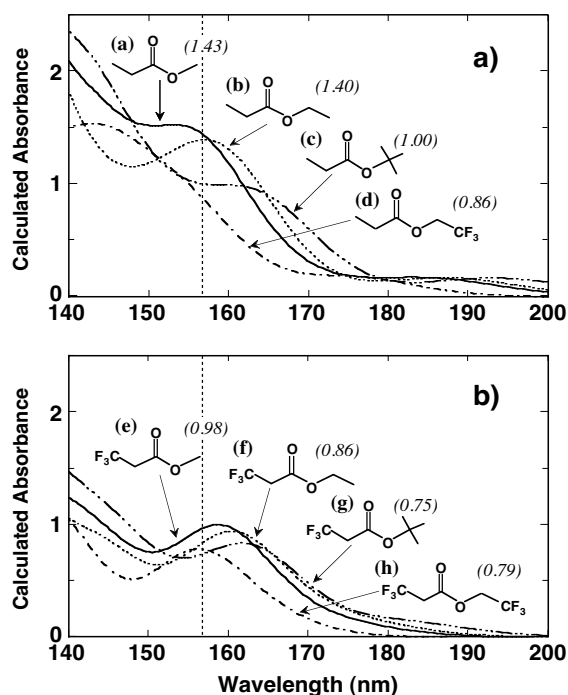 Calculated Absorbance
a)
2
1
0
(a) O O (1.43)
(b) O O (1.40)
(c) O O (1.00)
(d) O O CF3 (0.86)
140 150 160 170 180 190 200
Calculated Absorbance
b)
2
1
0
(e) F3C O O (0.98)
(f) F3C O O (0.86)
(g) F3C O O (0.75)
(h) F3C O O CF3 (0.79)
140 150 160 170 180 190 200
Wavelength (nm)